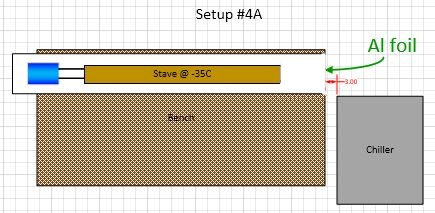 Setup #4A
Al foil
Stave @ -35C
3.00
Bench
Chiller